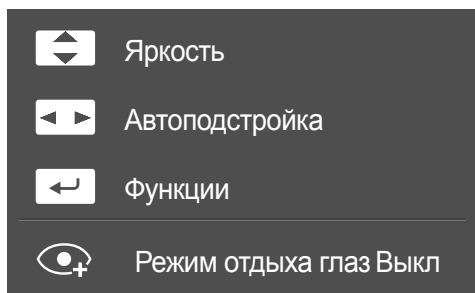 Яркость
Автоподстройка
Функции
Режим отдыха глаз Выкл